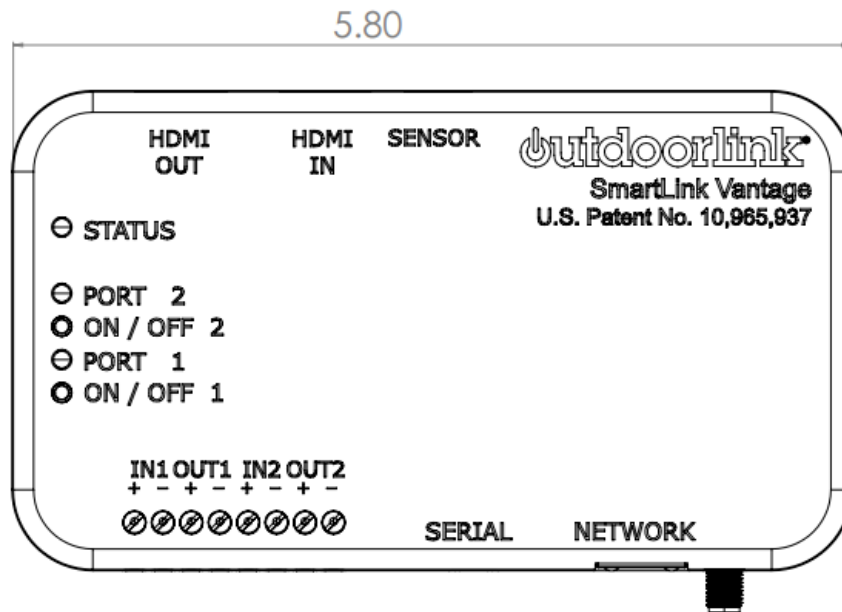 5.80
HDMI OUT
HDMI IN
SENSOR
outdoorlink
SmartLink Vantage
U.S. Patent No. 10,965,937
STATUS
PORT 2
ON / OFF 2
PORT 1
ON / OFF 1
IN1 OUT1 IN2 OUT2
+ − + − + − + −
SERIAL
NETWORK